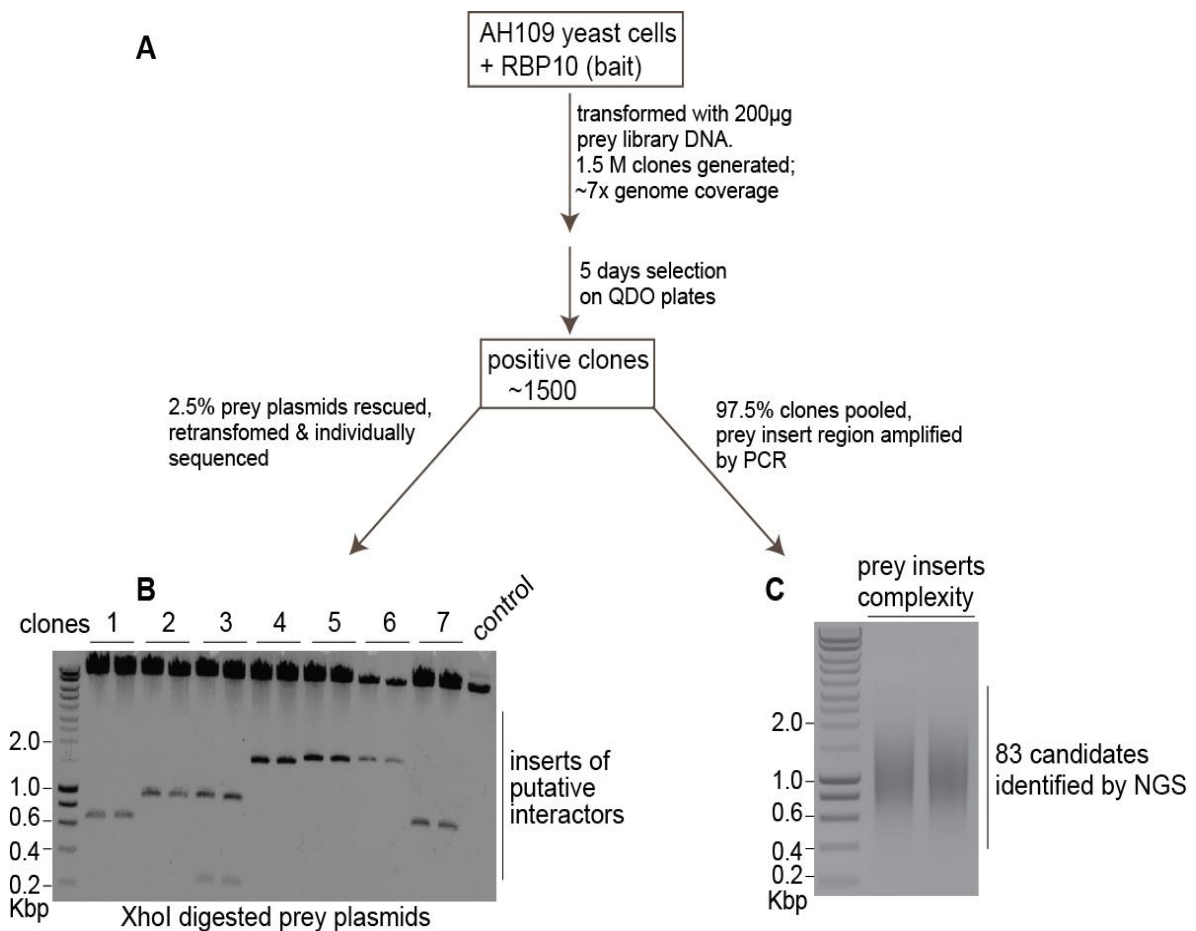 A
AH109 yeast cells
+ RBP10 (bait)
transformed with 200µg
prey library DNA.
1.5 M clones generated;
~7x genome coverage
5 days selection
on QDO plates
positive clones
~1500
2.5% prey plasmids rescued,
retransfomed & individually
sequenced
97.5% clones pooled,
prey insert region amplified
by PCR
B
clones 1 2 3 4 5 6 7 control
2.0
1.0
0.6
0.4
0.2
Kbp
inserts of
putative
interactors
XhoI digested prey plasmids
C
prey inserts
complexity
2.0
1.0
0.6
0.4
0.2
Kbp
83 candidates
identified by NGS